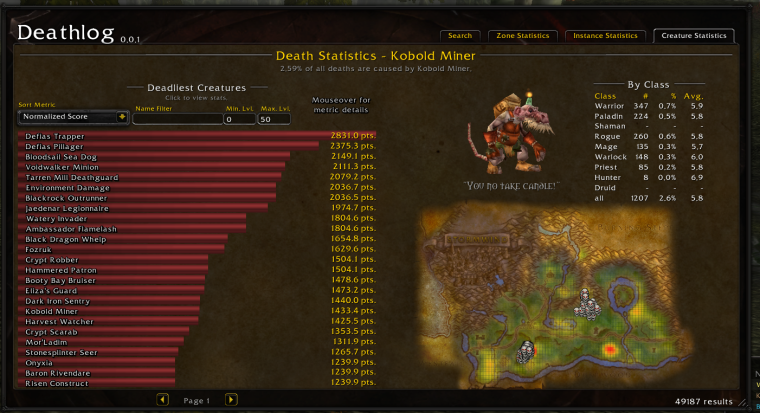 Deathlog 0.0.1
Search
Zone Statistics
Instance Statistics
Creature Statistics
Death Statistics - Kobold Miner
2.59% of all deaths are caused by Kobold Miner.
Deadliest Creatures
Click to view stats.
Sort Metric
Normalized Score
Name Filter
Min. Lvl.
0
Max. Lvl.
50
Mouseover for
metric details
Defias Trapper 2831.0 pts.
Defias Pillager 2375.3 pts.
Bloodsail Sea Dog 2149.1 pts.
Voidwalker Minion 2111.3 pts.
Tarren Mill Deathguard 2079.2 pts.
Environment Damage 2036.7 pts.
Blackrock Outrunner 2036.5 pts.
Jaedenar Legionnaire 1974.7 pts.
Watery Invader 1804.6 pts.
Ambassador Flamelash 1804.6 pts.
Black Dragon Whelp 1654.8 pts.
Fozruk 1629.6 pts.
Crypt Robber 1504.1 pts.
Hammered Patron 1504.1 pts.
Booty Bay Bruiser 1478.6 pts.
Eliza's Guard 1473.2 pts.
Dark Iron Sentry 1440.0 pts.
Kobold Miner 1433.4 pts.
Harvest Watcher 1425.5 pts.
Crypt Scarab 1353.5 pts.
Mor'Ladim 1311.9 pts.
Stonesplinter Seer 1265.7 pts.
Onyxia 1239.9 pts.
Baron Rivendare 1239.9 pts.
Risen Construct 1239.9 pts.
Page 1
"You no take candle!"
By Class
Class # % Avg.
Warrior 347 0.7% 5.9
Paladin 224 0.5% 5.8
Shaman - - -
Rogue 260 0.6% 5.8
Mage 135 0.3% 5.7
Warlock 148 0.3% 6.0
Priest 85 0.2% 5.8
Hunter 8 0.0% 6.9
Druid - - -
all 1207 2.6% 5.8
49187 results